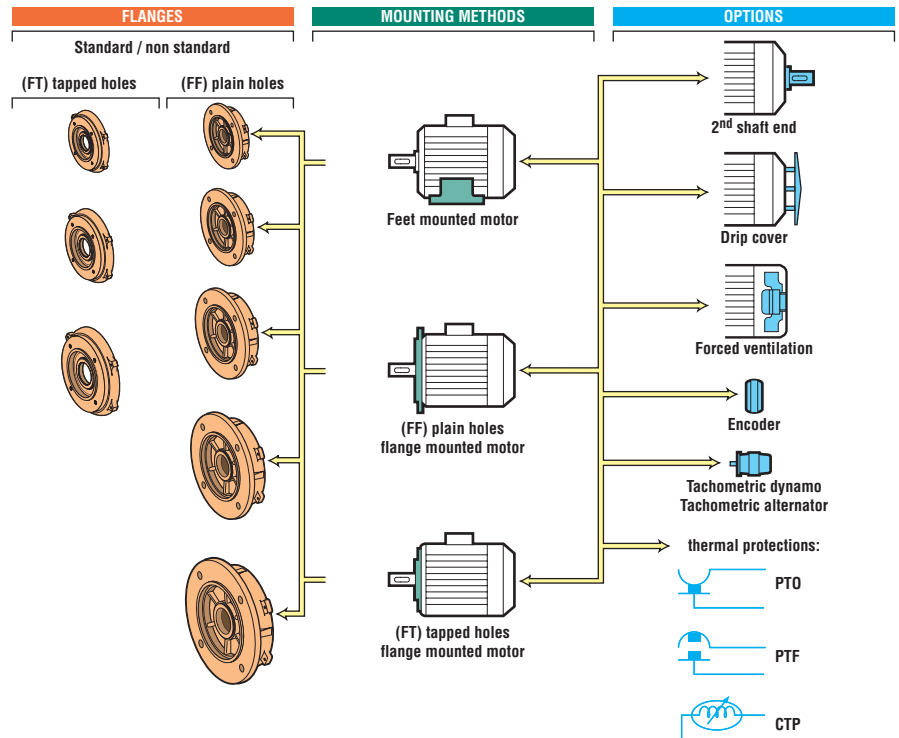 FLANGES
Standard / non standard
(FT) tapped holes
(FF) plain holes
MOUNTING METHODS
Feet mounted motor
(FF) plain holes
flange mounted motor
(FT) tapped holes
flange mounted motor
OPTIONS
2nd shaft end
Drip cover
Forced ventilation
Encoder
Tachometric dynamo
Tachometric alternator
thermal protections:
PTO
PTF
CTP